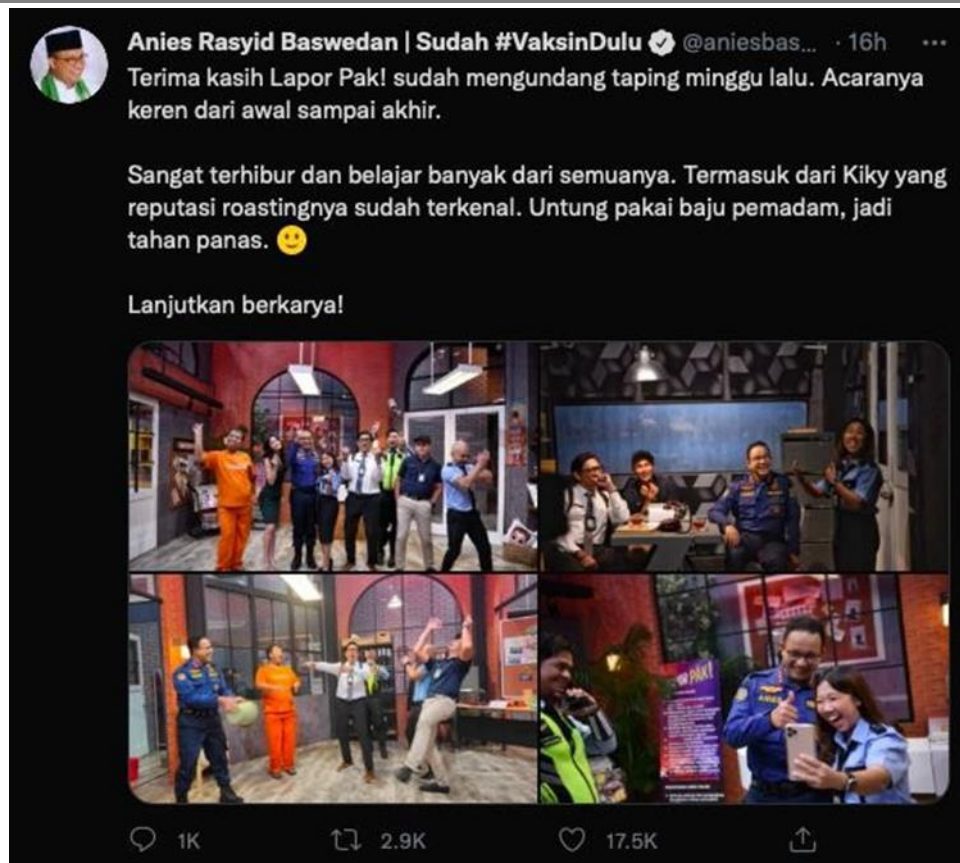 Anies Rasyid Baswedan | Sudah #VaksinDulu @aniesbas... · 16h
Terima kasih Lapor Pak! sudah mengundang taping minggu lalu. Acaranya
keren dari awal sampai akhir.
Sangat terhibur dan belajar banyak dari semuanya. Termasuk dari Kiky yang
reputasi roastingnya sudah terkenal. Untung pakai baju pemadam, jadi
tahan panas. 🙂
Lanjutkan berkarya!
PAK!
1K
2.9K
17.5K